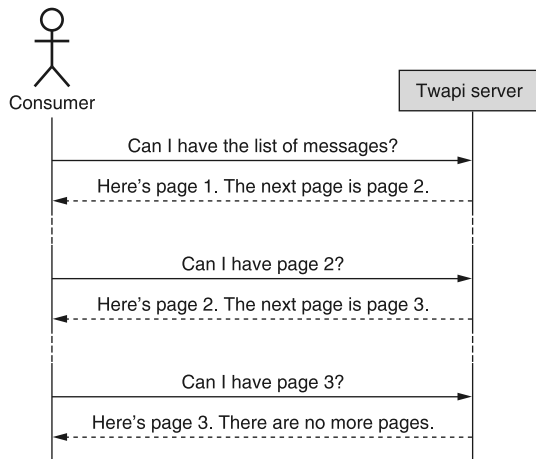 Consumer
Twapi server
Can I have the list of messages?
Here's page 1. The next page is page 2.
Can I have page 2?
Here's page 2. The next page is page 3.
Can I have page 3?
Here's page 3. There are no more pages.